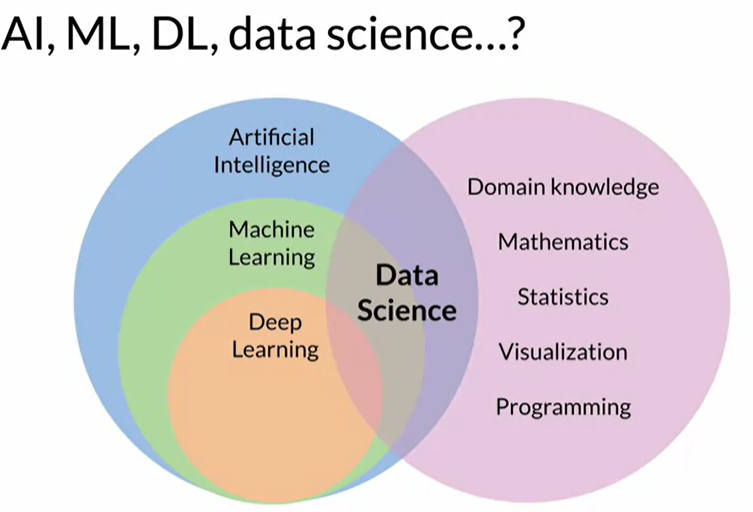 AI, ML, DL, data science...?
Artificial
Intelligence
Machine
Learning
Deep
Learning
Data
Science
Domain knowledge
Mathematics
Statistics
Visualization
Programming